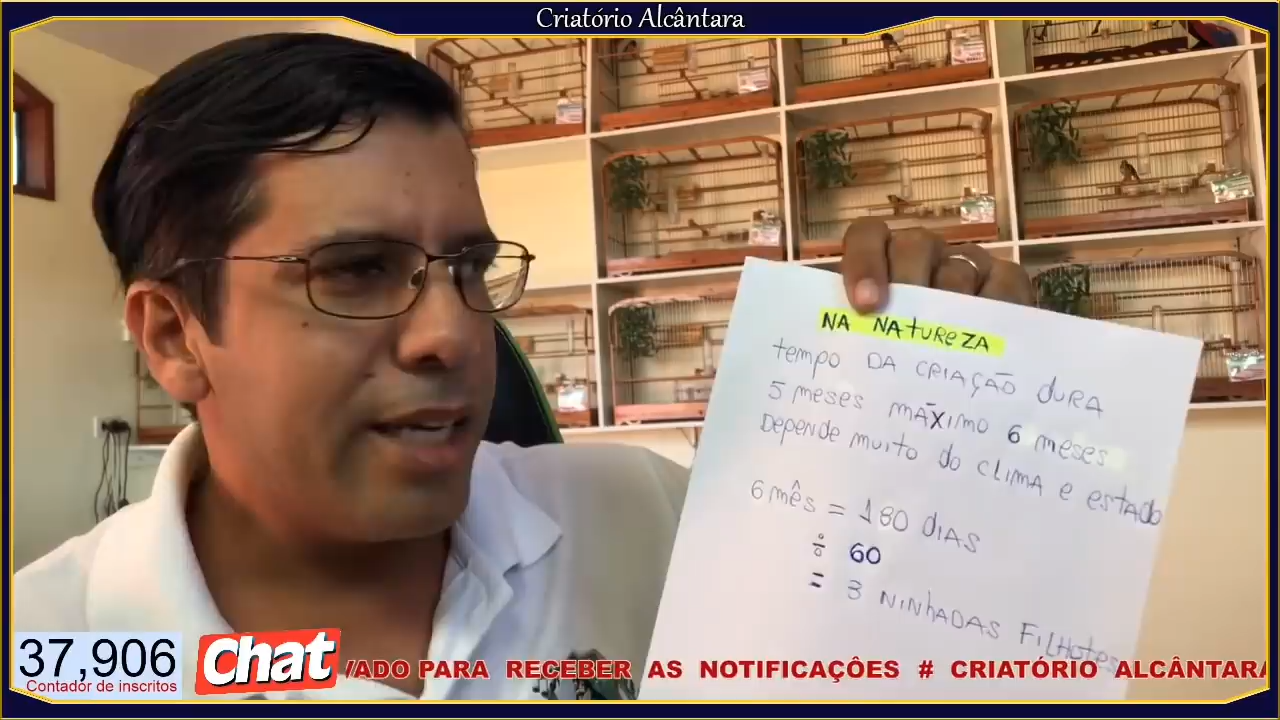 Criatório Alcântara
NA NAtUREZA
tempo DA CRIAÇÃO dURA
5 meses MÁXIMO 6 meses
Depende muito do CLIMA e estado
6 mês = 180 DIAS
÷ 60
= 3 NINhADAS FILHotes
37,906
Contador de inscritos
Chat
VADO PARA RECEBER AS NOTIFICAÇÔES # CRIATÓRIO ALCÂNTARA